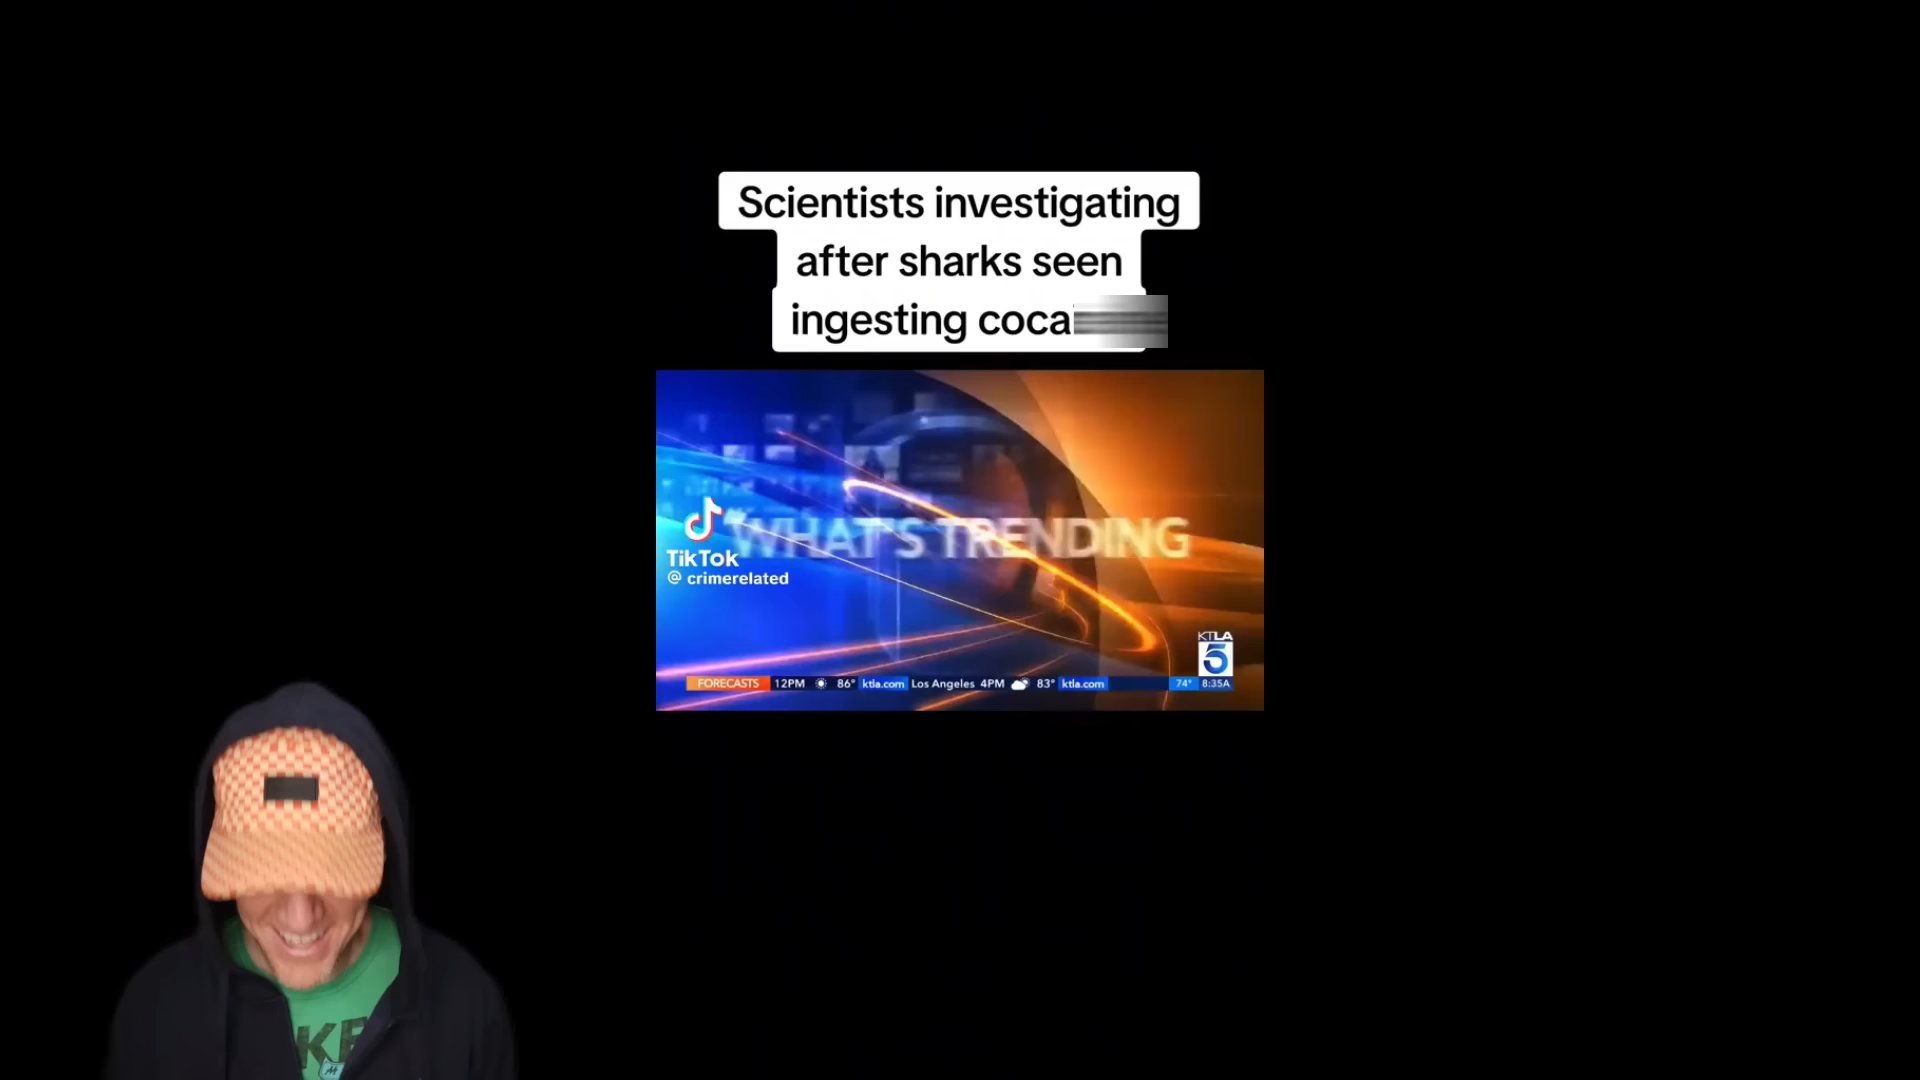 Scientists investigating
after sharks seen
ingesting coca
WHAT'S TRENDING
TikTok
@ crimerelated
KTLA
5
FORECASTS 12PM 86° ktla.com Los Angeles 4PM 83° ktla.com 74° 8:35A
KE